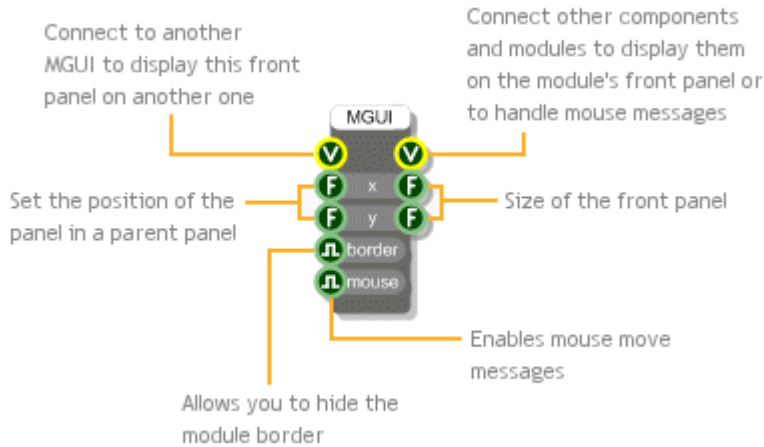 Connect to another
MGUI to display this front
panel on another one
Connect other components
and modules to display them
on the module's front panel or
to handle mouse messages
MGUI
V
V
F
x
F
Set the position of the
panel in a parent panel
F
y
F
Size of the front panel
border
mouse
Enables mouse move
messages
Allows you to hide the
module border